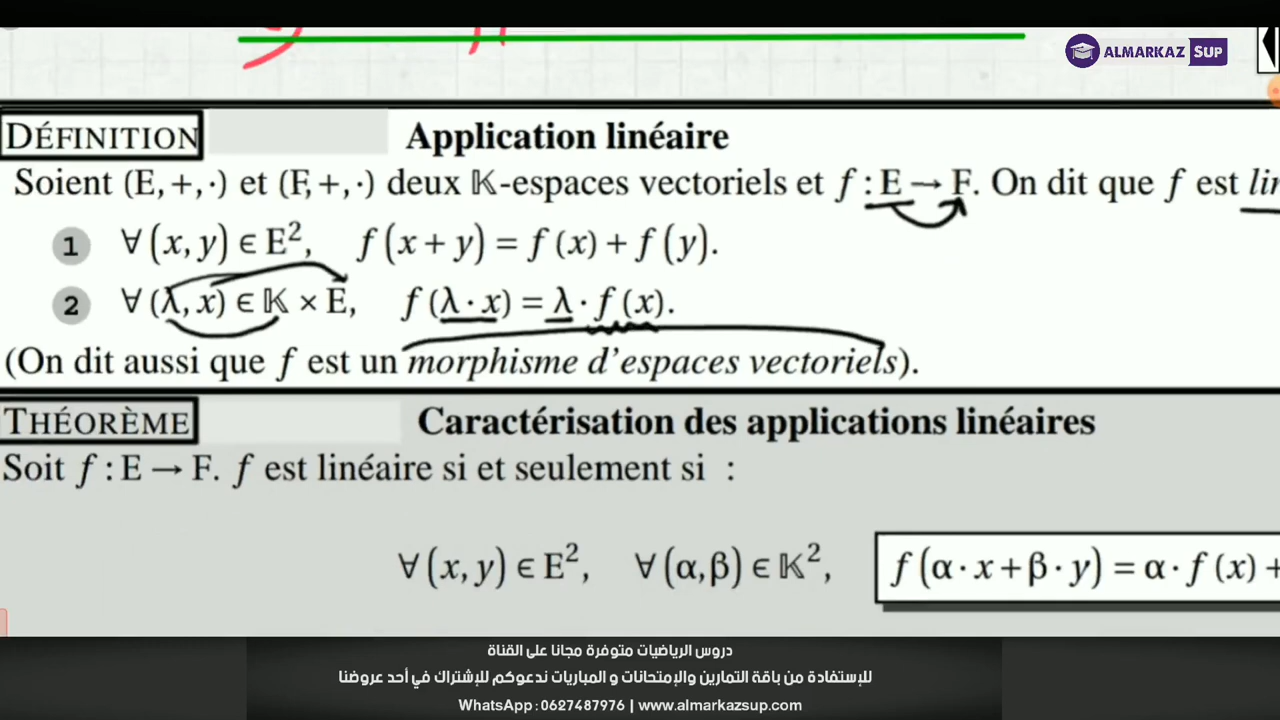 ALMARKAZ SUP
DÉFINITION Application linéaire
Soient (E,+,·) et (F,+,·) deux 𝕂-espaces vectoriels et f : E → F. On dit que f est
1 ∀(x,y) ∈ E², f(x+y) = f(x) + f(y).
2 ∀(λ,x) ∈ 𝕂 × E, f(λ·x) = λ·f(x).
(On dit aussi que f est un morphisme d'espaces vectoriels).
THÉORÈME Caractérisation des applications linéaires
Soit f : E → F. f est linéaire si et seulement si :
∀(x,y) ∈ E², ∀(α,β) ∈ 𝕂², f(α·x+β·y) = α·f(x) +
دروس الرياضيات متوفرة مجانا على القناة
للإستفادة من باقة التمارين والإمتحانات و المباريات ندعوكم للإشتراك في أحد عروضنا
WhatsApp : 0627487976 | www.almarkazsup.com